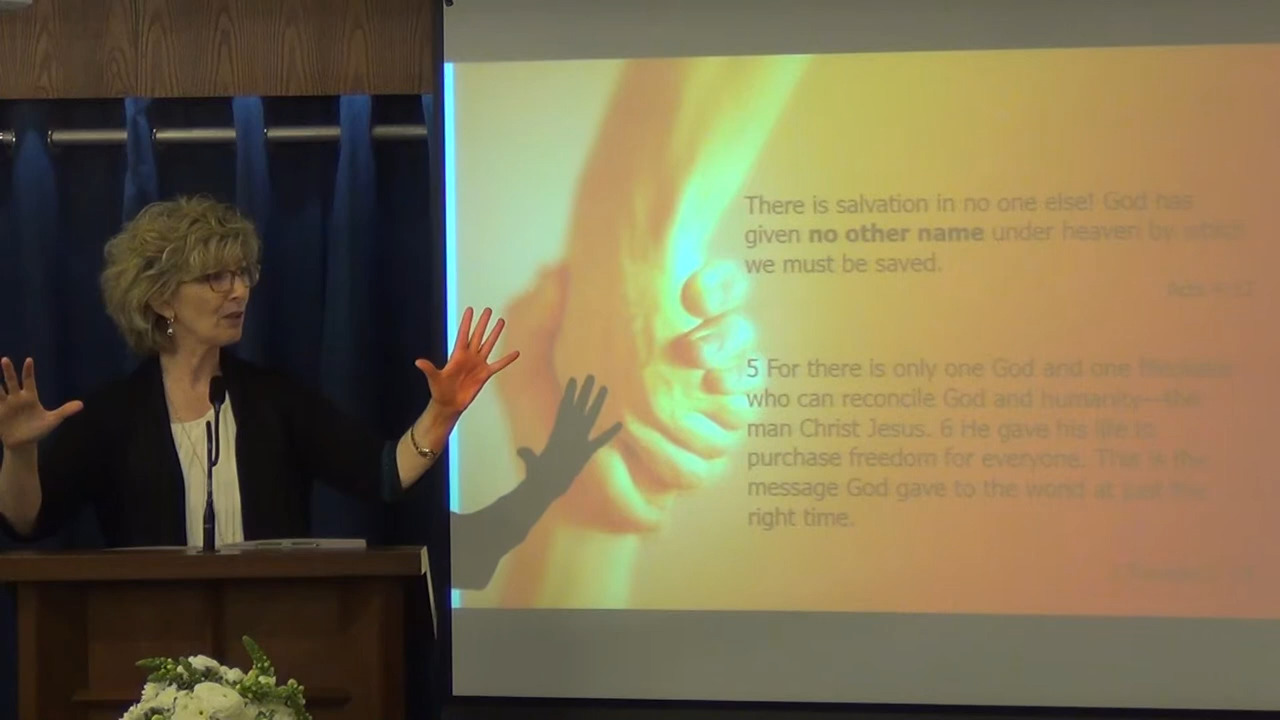 There is salvation in no one else! God has
given no other name under heaven by which
we must be saved.
Acts 4:12
5 For there is only one God and one
who can reconcile God and humanity—the
man Christ Jesus. 6 He gave his life to
purchase freedom for everyone. This is the
message God gave to the world at just the
right time.